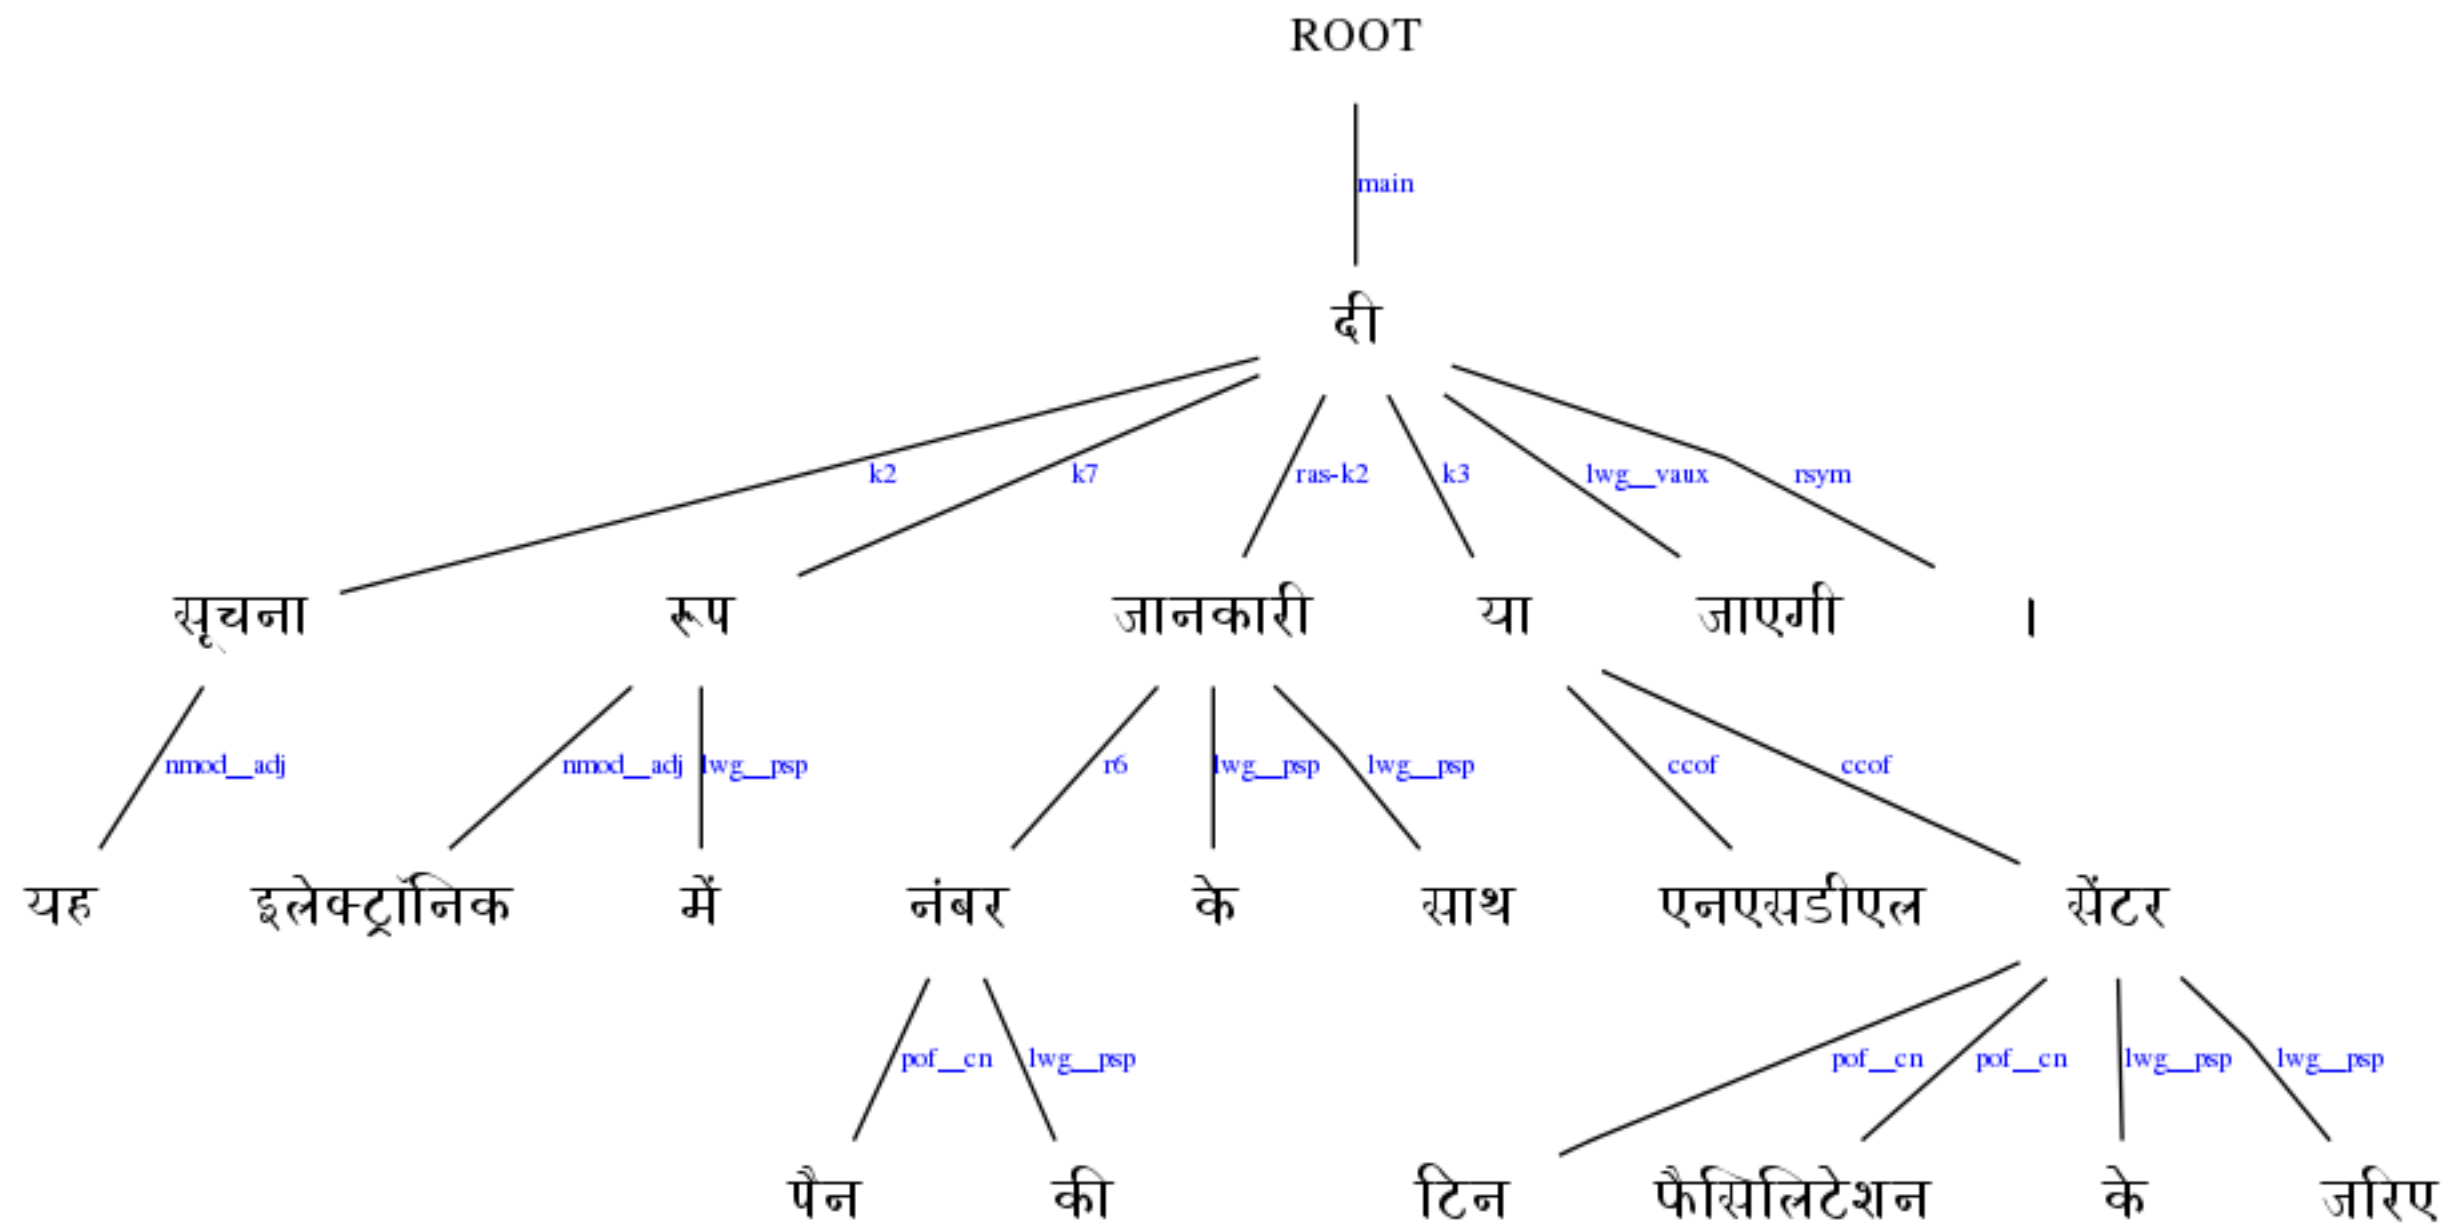 ROOT
main
दी
k2 k7 ras-k2 k3 lwg__vaux rsym
सूचना रूप जानकारी या जाएगी ।
nmod__adj nmod__adj lwg__psp r6 lwg__psp lwg__psp ccof ccof
यह इलेक्ट्रॉनिक में नंबर के साथ एनएसडीएल सेंटर
pof__cn lwg__psp pof__cn pof__cn lwg__psp lwg__psp
पैन की टिन फैसिलिटेशन के जरिए